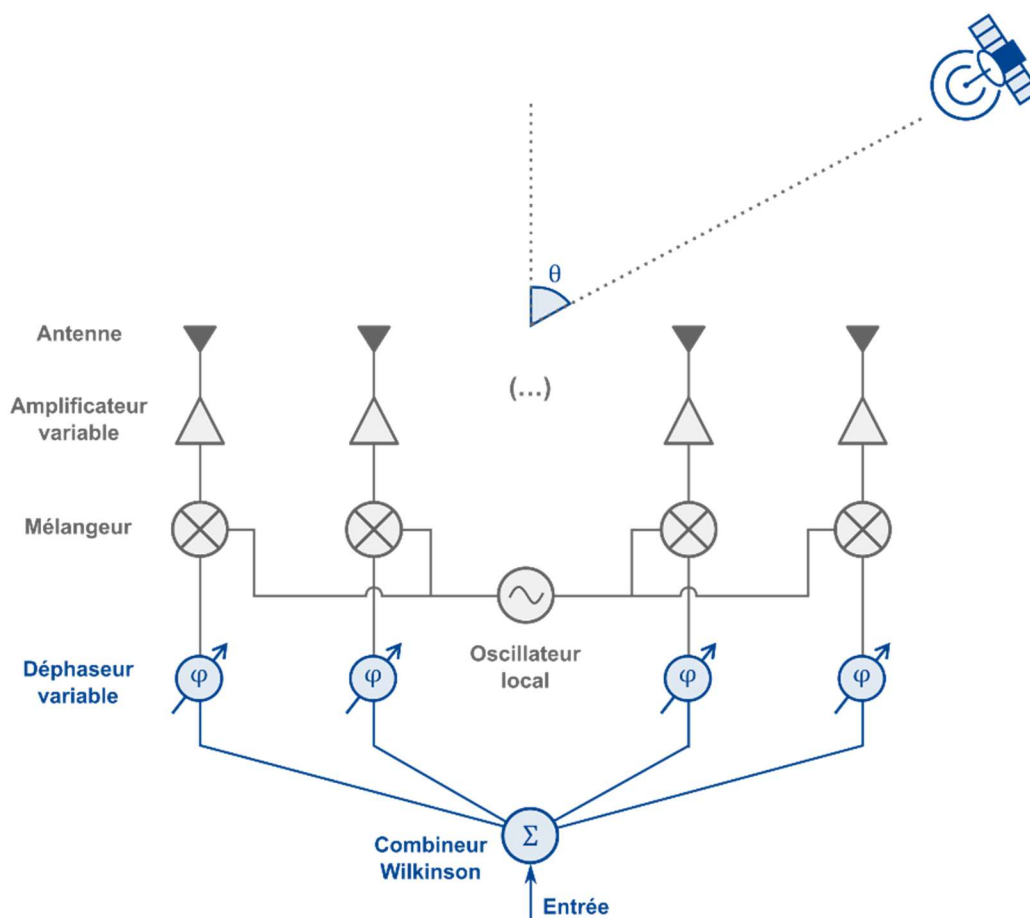 θ
Antenne
(...)
Amplificateur
variable
Mélangeur
Oscillateur
local
Déphaseur
variable
φ φ φ φ
Combineur
Wilkinson
Σ
Entrée